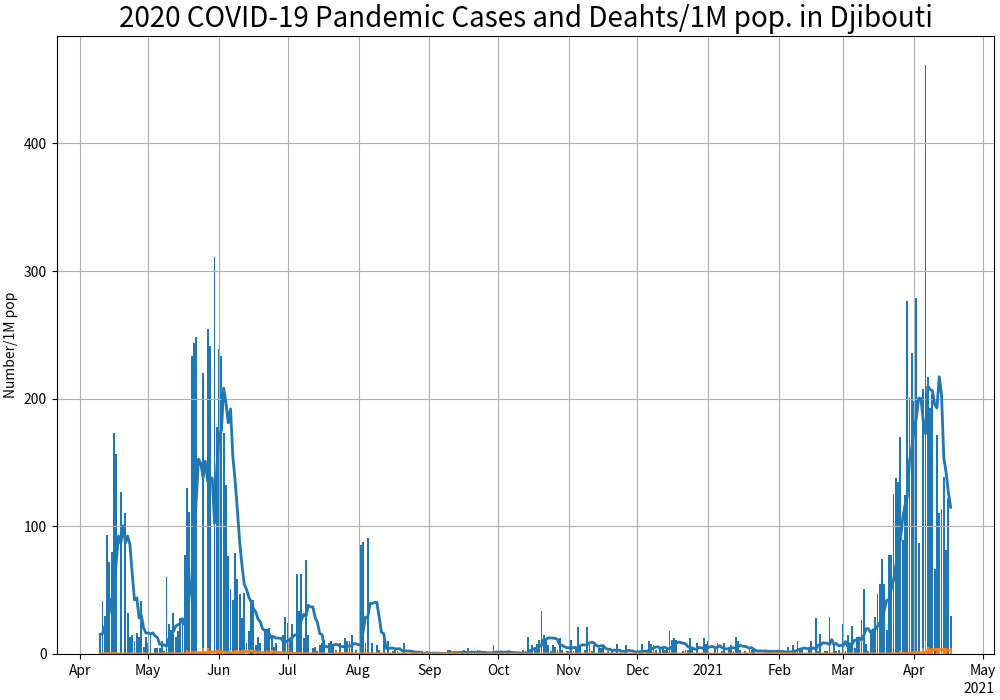 2020 COVID-19 Pandemic Cases and Deahts/1M pop. in Djibouti
Number/1M pop
400
300
200
100
0
Apr May Jun Jul Aug Sep Oct Nov Dec 2021 Feb Mar Apr May
2021